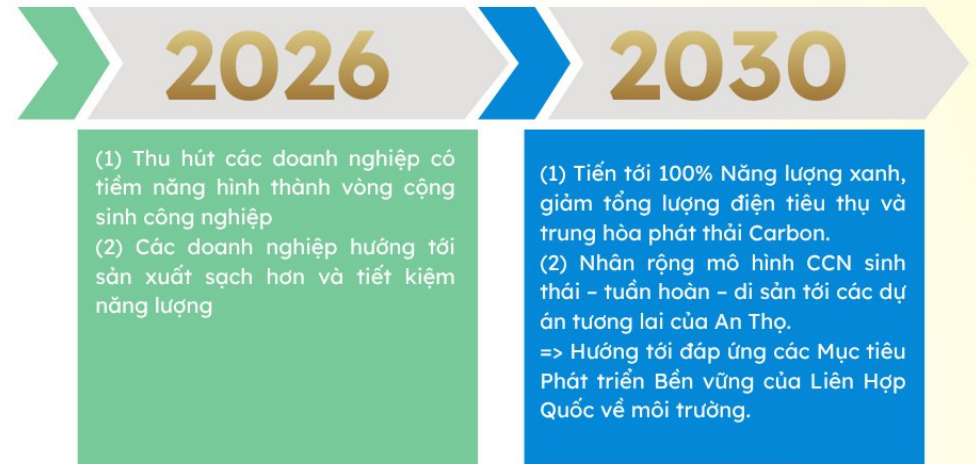 2026
(1) Thu hút các doanh nghiệp có
tiềm năng hình thành vòng cộng
sinh công nghiệp
(2) Các doanh nghiệp hướng tới
sản xuất sạch hơn và tiết kiệm
năng lượng
2030
(1) Tiến tới 100% Năng lượng xanh,
giảm tổng lượng điện tiêu thụ và
trung hòa phát thải Carbon.
(2) Nhân rộng mô hình CCN sinh
thái – tuần hoàn – di sản tới các dự
án tương lai của An Thọ.
=> Hướng tới đáp ứng các Mục tiêu
Phát triển Bền vững của Liên Hợp
Quốc về môi trường.